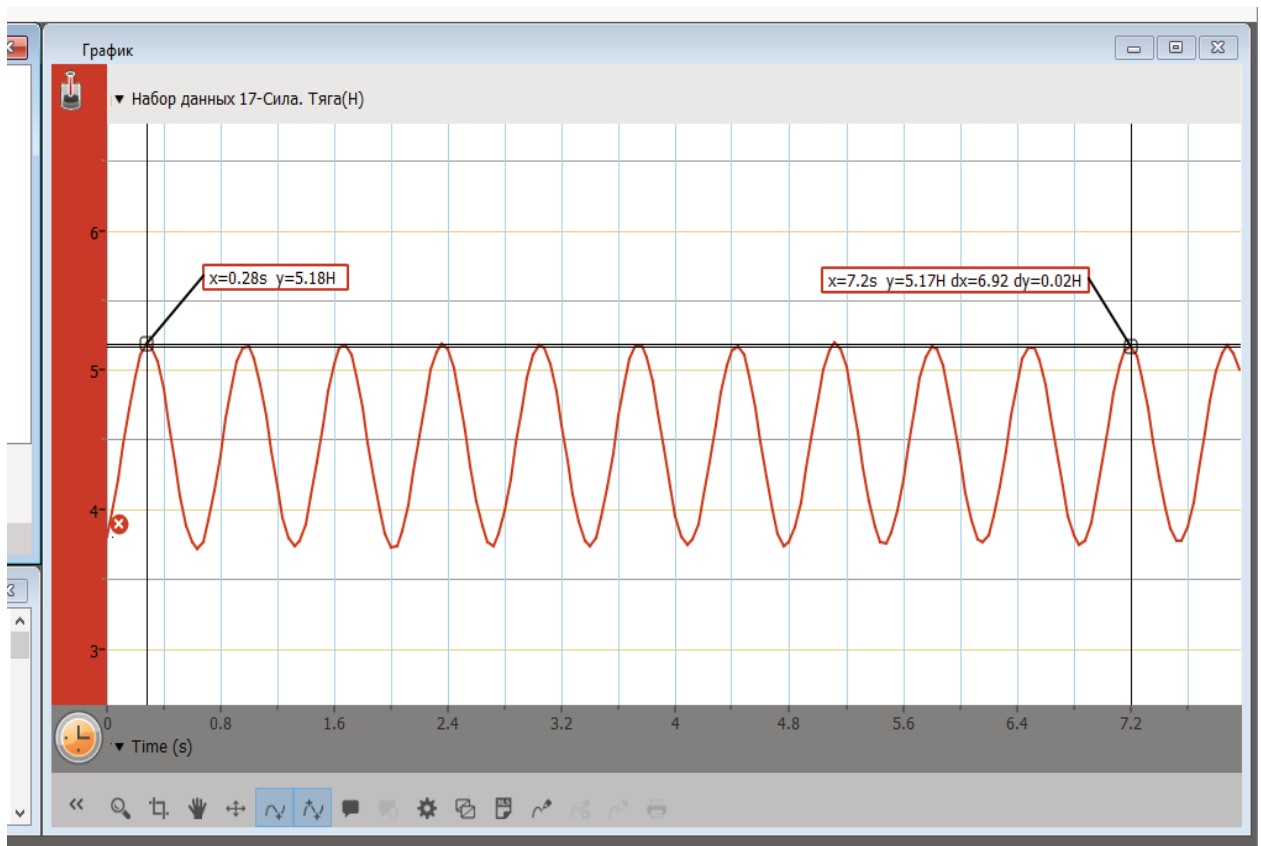 График
Набор данных 17-Сила. Тяга(Н)
6
x=0.28s y=5.18H
x=7.2s y=5.17H dx=6.92 dy=0.02H
5
4
3
0 0.8 1.6 2.4 3.2 4 4.8 5.6 6.4 7.2
Time (s)